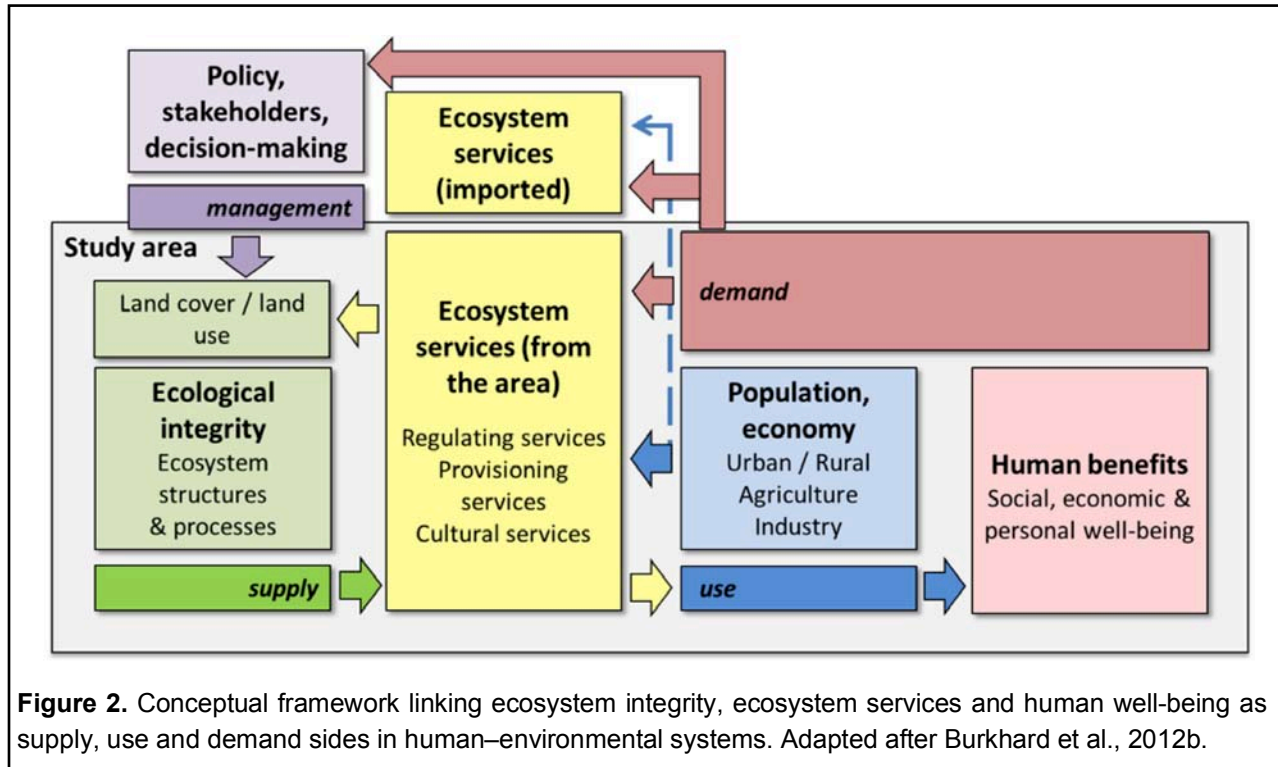 Policy,
stakeholders,
decision-making
management
Ecosystem
services
(imported)
Study area
Land cover / land
use
Ecological
integrity
Ecosystem
structures
& processes
supply
Ecosystem
services (from
the area)
Regulating services
Provisioning
services
Cultural services
demand
Population,
economy
Urban / Rural
Agriculture
Industry
use
Human benefits
Social, economic &
personal well-being
Figure 2. Conceptual framework linking ecosystem integrity, ecosystem services and human well-being as
supply, use and demand sides in human–environmental systems. Adapted after Burkhard et al., 2012b.